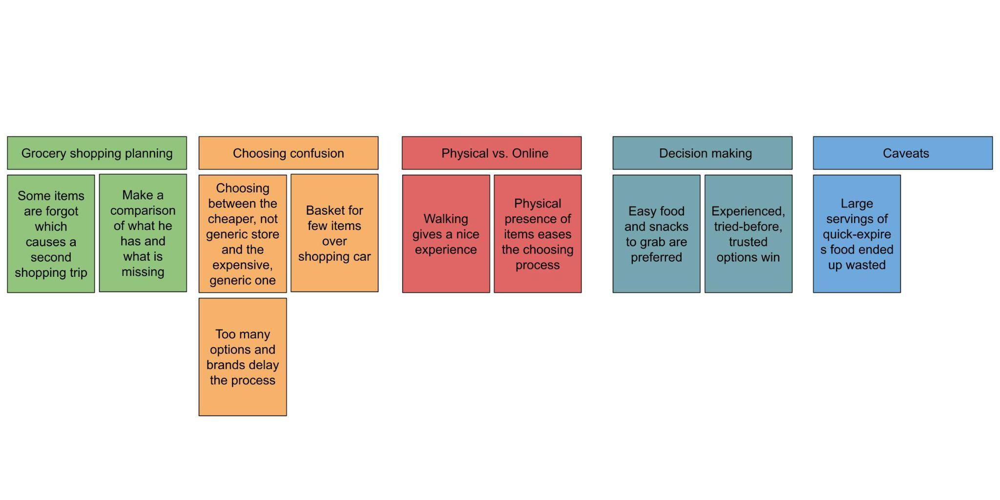 Grocery shopping planning
Some items
are forgot
which
causes a
second
shopping trip
Make a
comparison
of what he
has and
what is
missing
Choosing confusion
Choosing
between the
cheaper, not
generic store
and the
expensive,
generic one
Basket for
few items
over
shopping car
Too many
options and
brands delay
the process
Physical vs. Online
Walking
gives a nice
experience
Physical
presence of
items eases
the choosing
process
Decision making
Easy food
and snacks
to grab are
preferred
Experienced,
tried-before,
trusted
options win
Caveats
Large
servings of
quick-expire
s food ended
up wasted